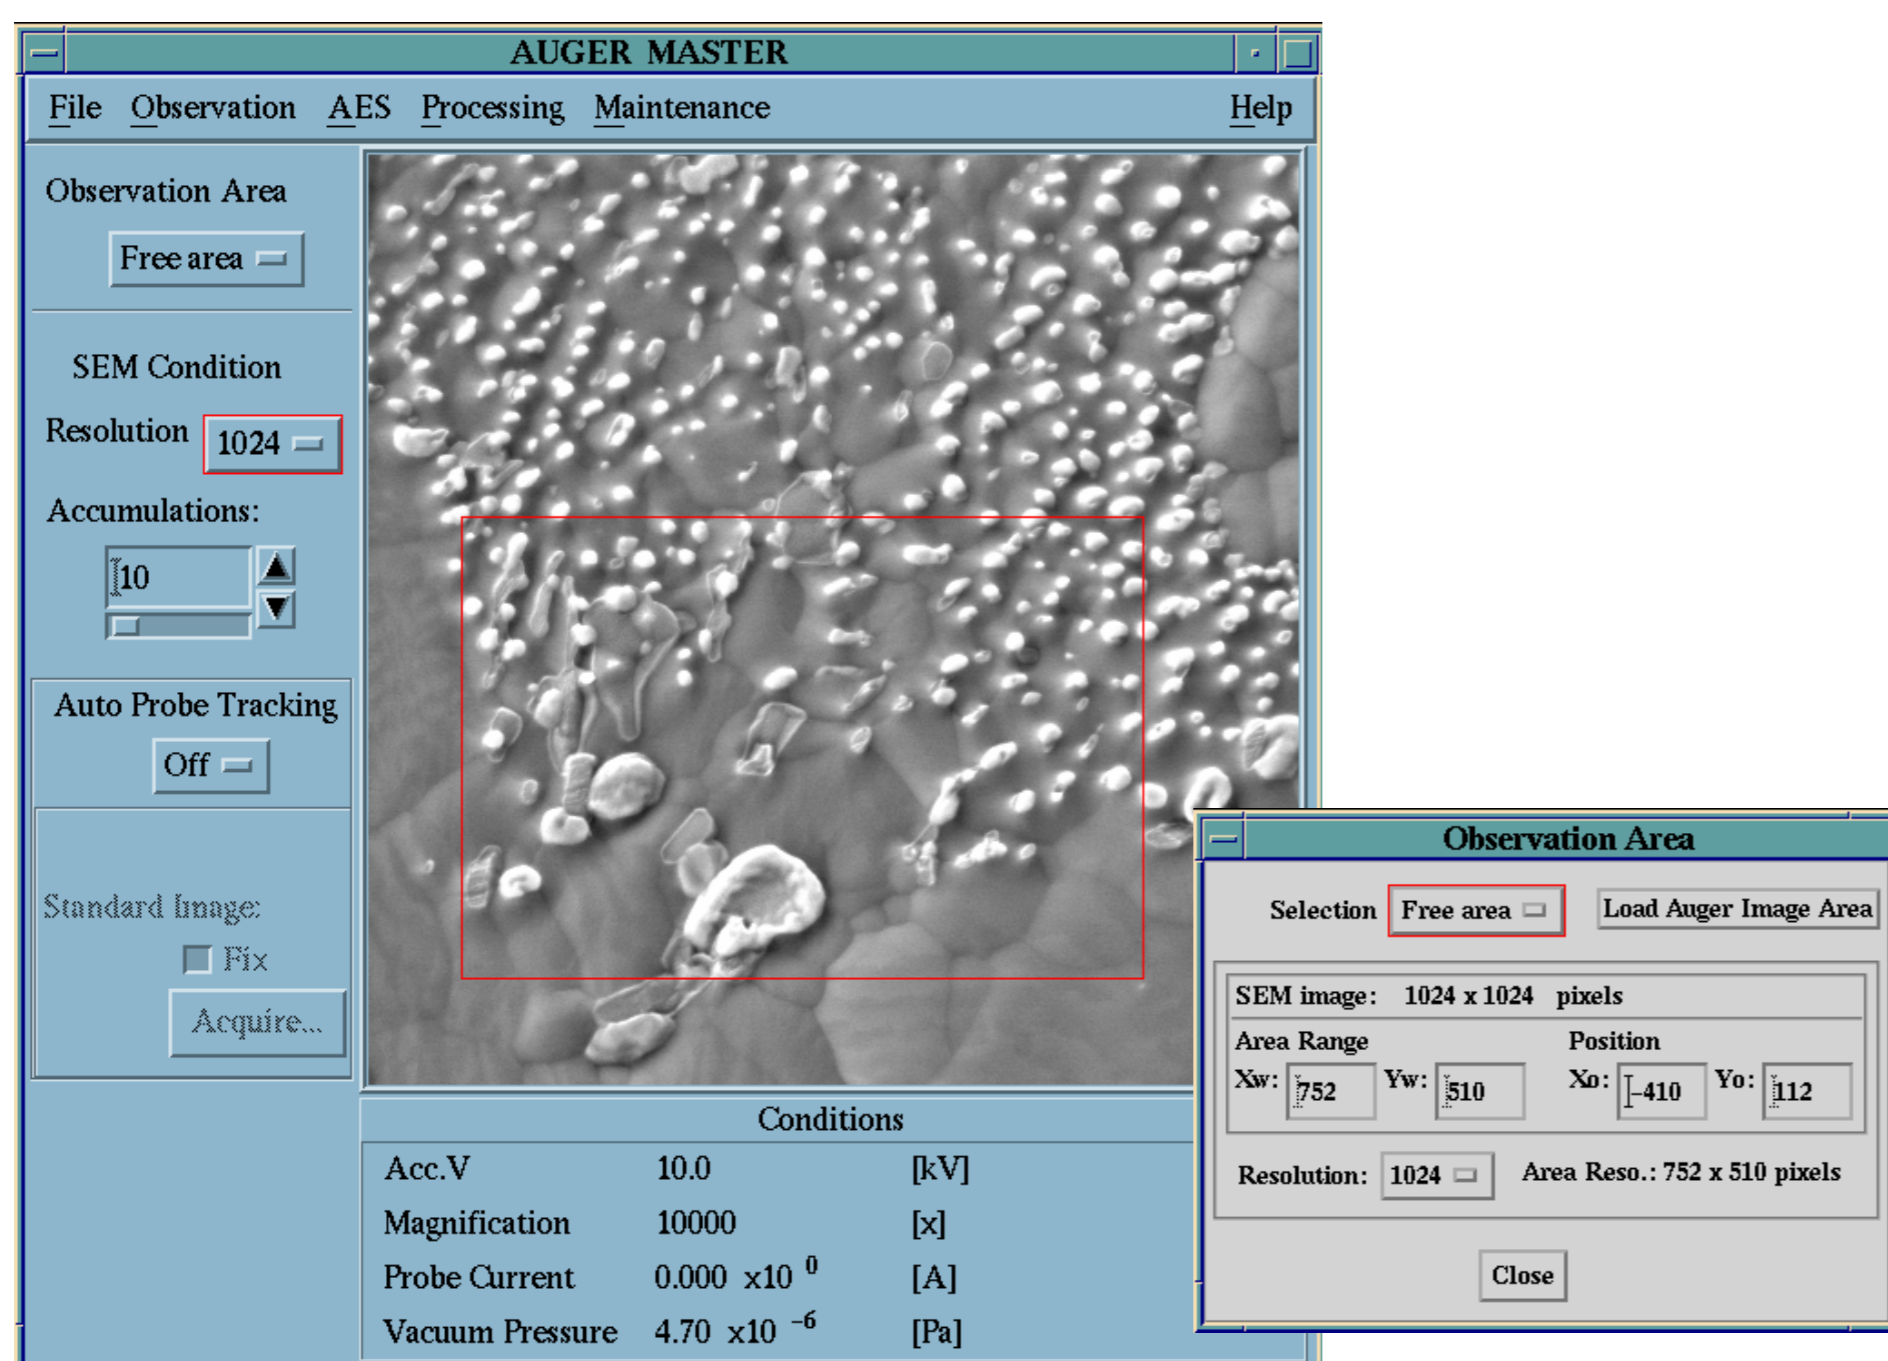 AUGER MASTER
File Observation AES Processing Maintenance Help
Observation Area
Free area
SEM Condition
Resolution 1024
Accumulations:
10
Auto Probe Tracking
Off
Standard Image:
Fix
Acquire...
Conditions
Acc.V 10.0 [kV]
Magnification 10000 [x]
Probe Current 0.000 x10 0 [A]
Vacuum Pressure 4.70 x10 -6 [Pa]
Observation Area
Selection Free area Load Auger Image Area
SEM image: 1024 x 1024 pixels
Area Range Position
Xw: 752 Yw: 510 Xo: -410 Yo: 112
Resolution: 1024 Area Reso.: 752 x 510 pixels
Close